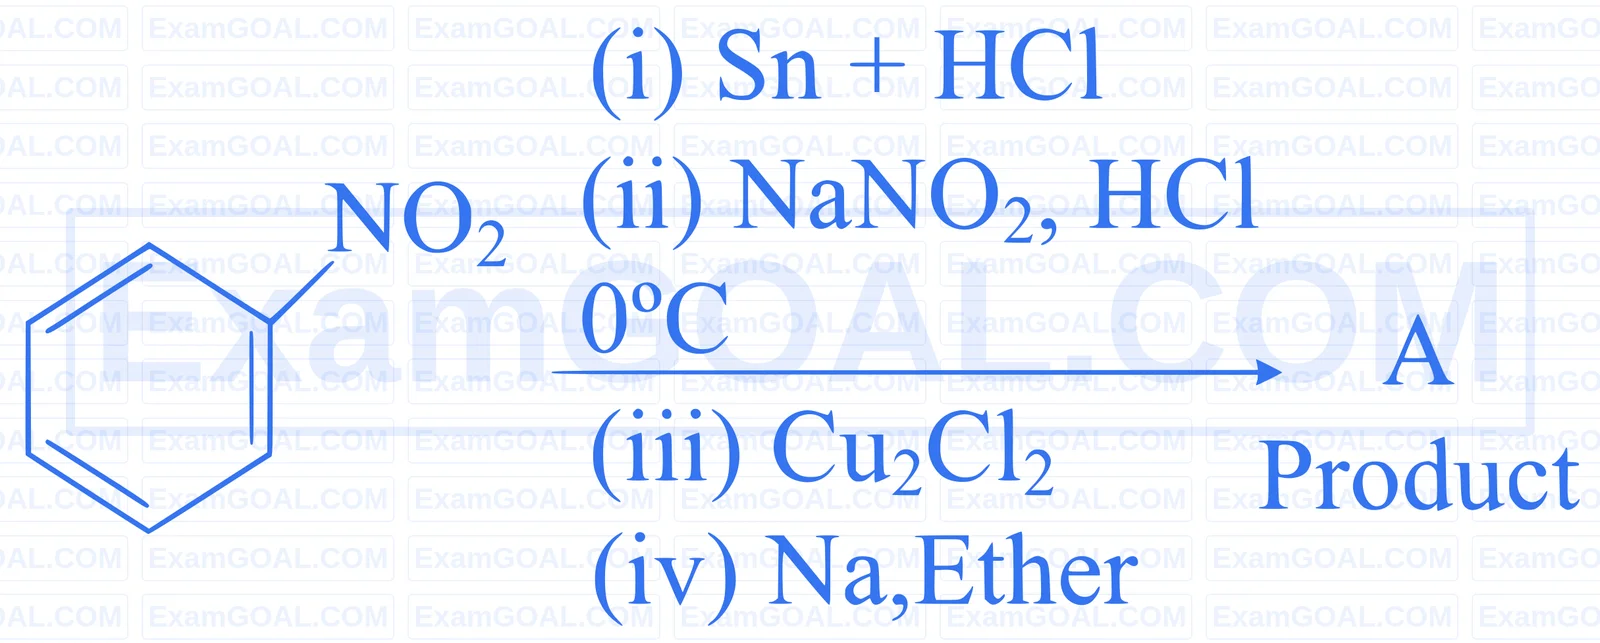 (i) Sn + HCl
(ii) NaNO₂, HCl
NO₂
0ºC
A
(iii) Cu₂Cl₂
Product
(iv) Na,Ether
ExamGOAL.COM